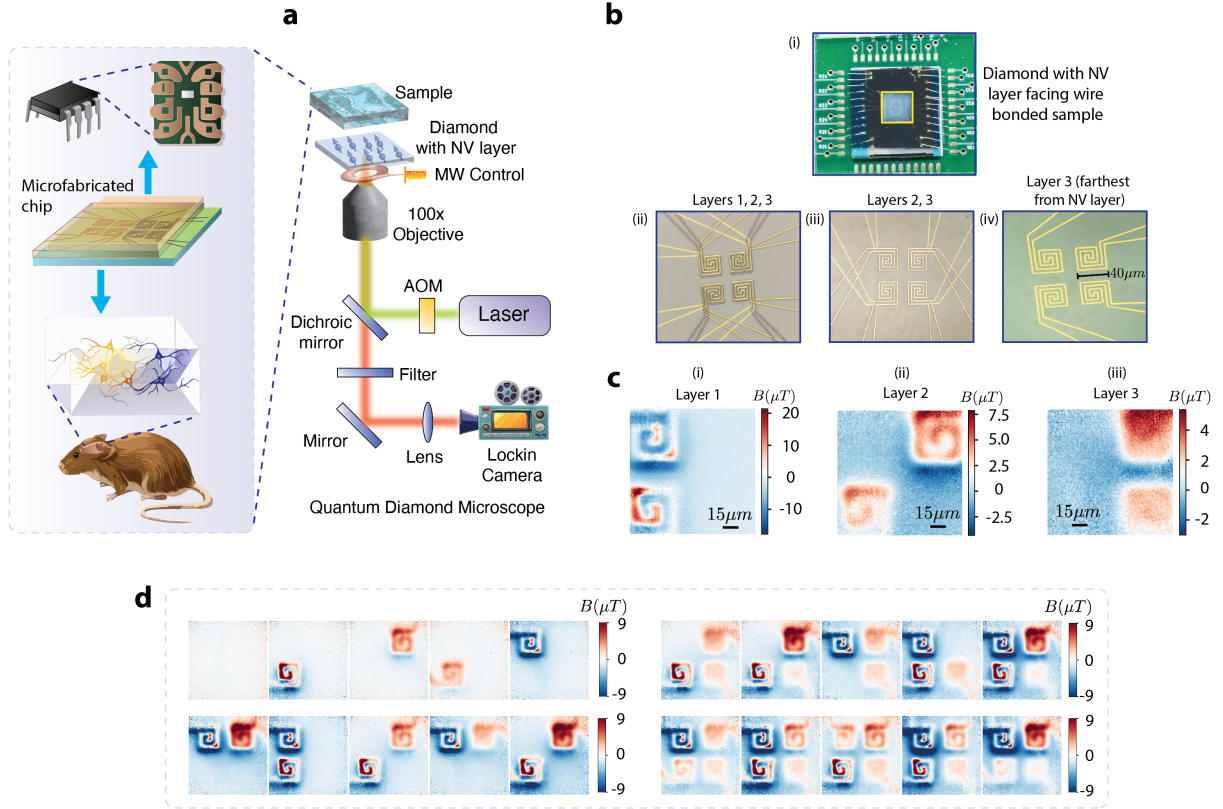 a
Microfabricated
chip
Sample
Diamond
with NV layer
MW Control
100x
Objective
AOM
Laser
Dichroic
mirror
Filter
Mirror
Lens
Lockin
Camera
Quantum Diamond Microscope
b
(i)
Diamond with NV
layer facing wire
bonded sample
(ii)
Layers 1, 2, 3
(iii)
Layers 2, 3
(iv)
Layer 3 (farthest
from NV layer)
40μm
c
(i)
Layer 1
B(μT)
20
10
0
-10
15μm
(ii)
Layer 2
B(μT)
7.5
5.0
2.5
0
-2.5
15μm
(iii)
Layer 3
B(μT)
4
2
0
-2
15μm
d
B(μT)
9
0
-9
B(μT)
9
0
-9
9
0
-9
9
0
-9